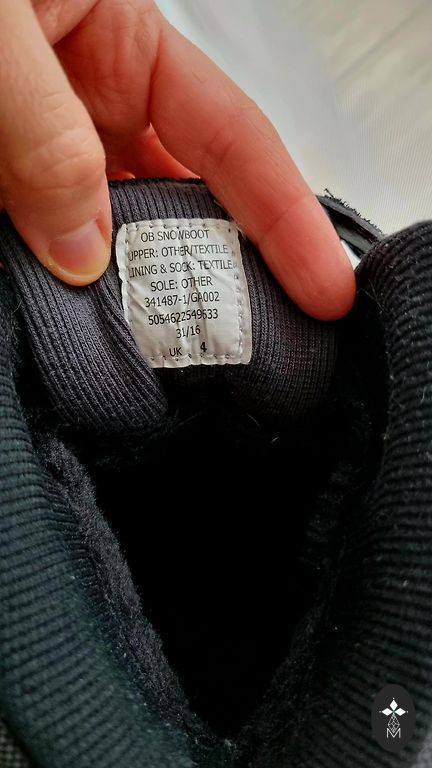 OB SNOWBOOT
UPPER: OTHER/TEXTILE
LINING & SOCK: TEXTILE
SOLE: OTHER
341487-1/GA002
5054622549633
31/16
UK 4
M